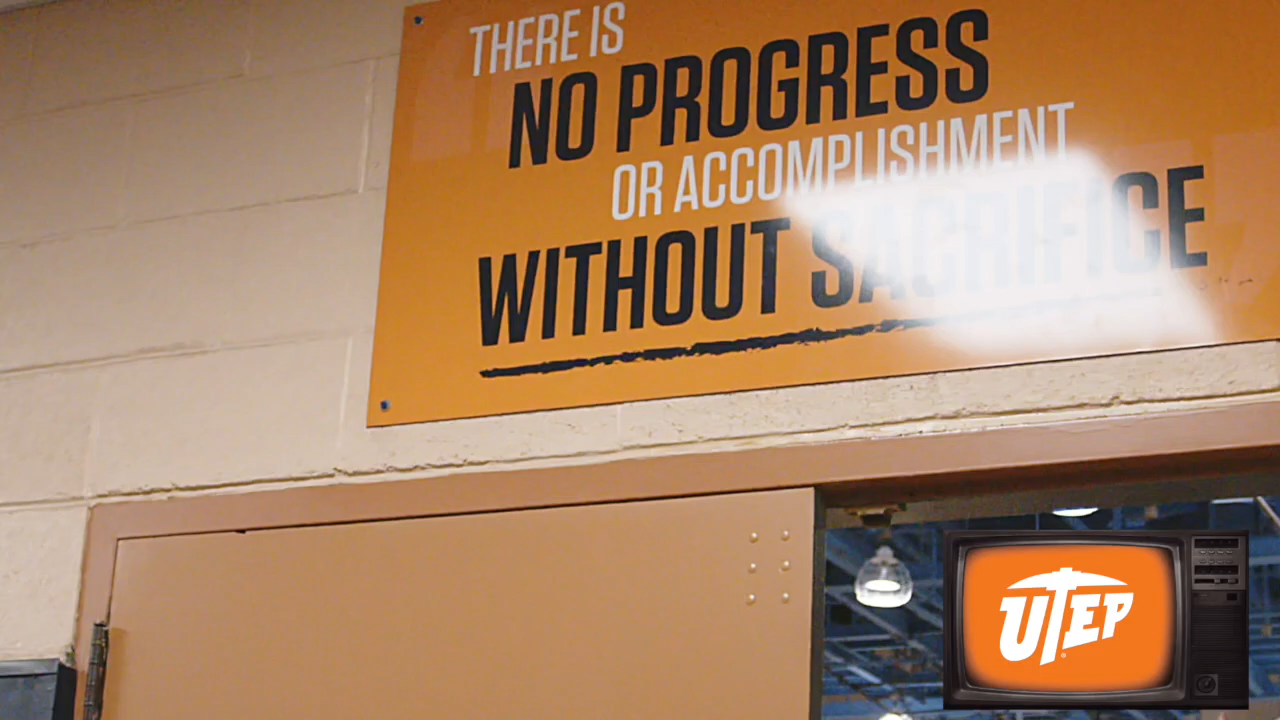 THERE IS
NO PROGRESS
OR ACCOMPLISHMENT
WITHOUT SACRIFICE
UTEP